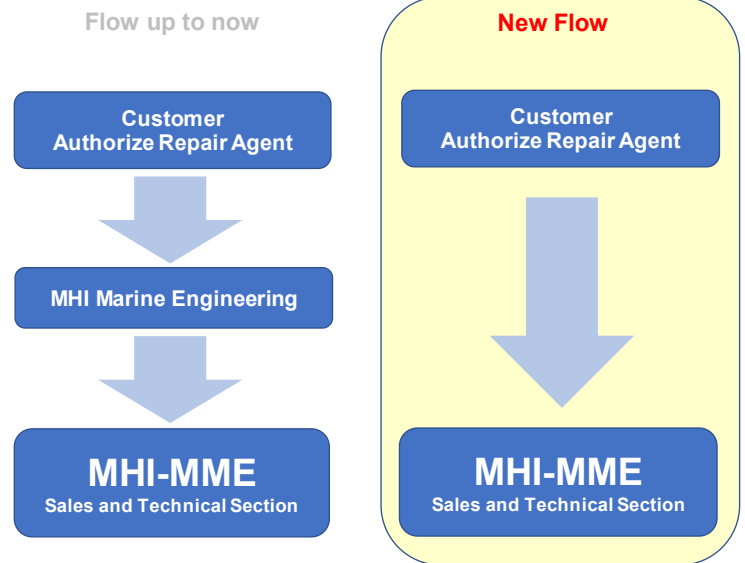 Flow up to now
Customer
Authorize Repair Agent
MHI Marine Engineering
MHI-MME
Sales and Technical Section
New Flow
Customer
Authorize Repair Agent
MHI-MME
Sales and Technical Section